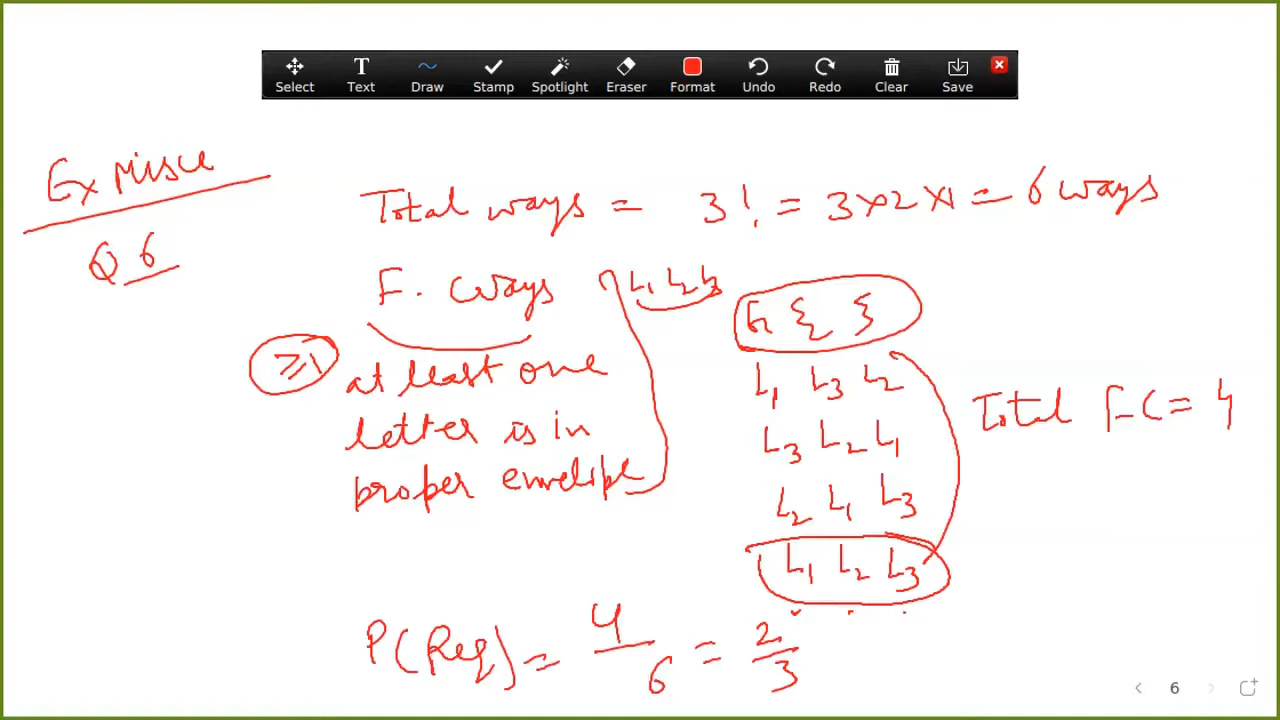 Select Text Draw Stamp Spotlight Eraser Format Undo Redo Clear Save
Ex Misce
Q 6
Total ways = 3! = 3×2×1 = 6 ways
F. ways
L1 L2 L3
{ }
≥1
at least one
letter is in
proper envelope
L1 L3 L2
L3 L2 L1
L2 L1 L3
L1 L2 L3
Total FC = 4
P(Req) = 4/6 = 2/3
6